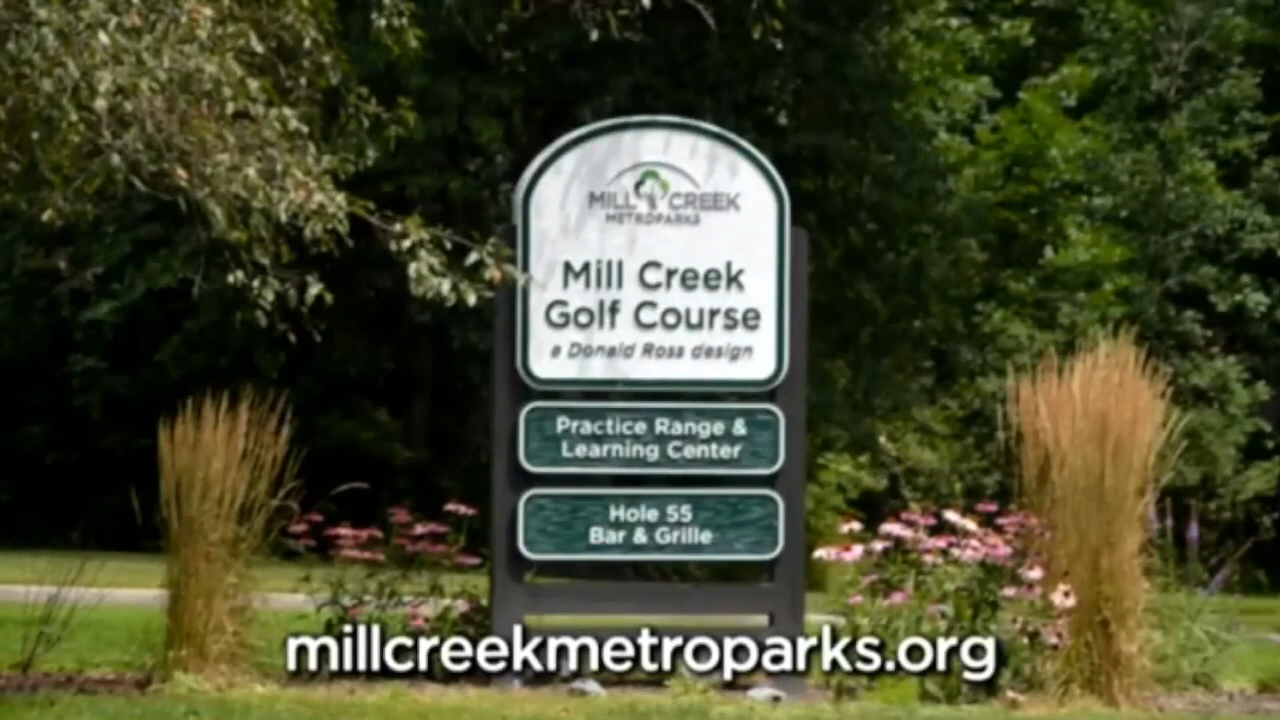 MILL CREEK
METROPARKS
Mill Creek
Golf Course
a Donald Ross design
Practice Range &
Learning Center
Hole 55
Bar & Grille
millcreekmetroparks.org